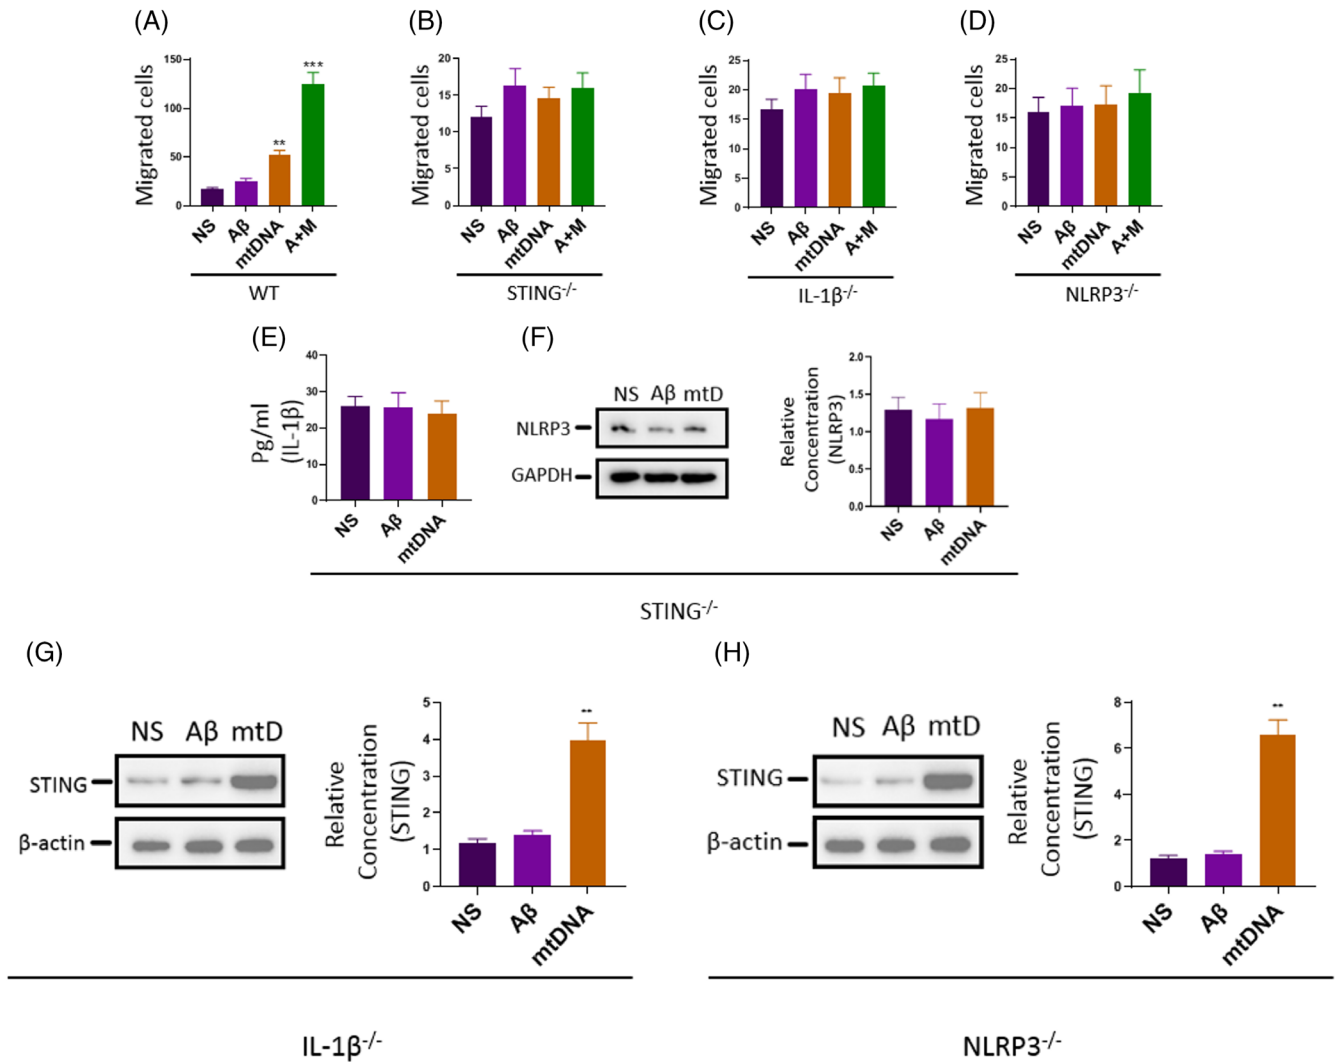 (A)
Migrated cells
150
100
50
0
**
***
NS
Aβ
mtDNA
A+M
WT
(B)
Migrated cells
20
15
10
5
0
NS
Aβ
mtDNA
A+M
STING-/-
(C)
Migrated cells
25
20
15
10
5
0
NS
Aβ
mtDNA
A+M
IL-1β-/-
(D)
Migrated cells
25
20
15
10
5
0
NS
Aβ
mtDNA
A+M
NLRP3-/-
(E)
Pg/ml
(IL-1β)
40
30
20
10
0
NS
Aβ
mtDNA
(F)
NS Aβ mtD
NLRP3
GAPDH
Relative
Concentration
(NLRP3)
2.0
1.5
1.0
0.5
0.0
NS
Aβ
mtDNA
STING-/-
(G)
NS Aβ mtD
STING
β-actin
Relative
Concentration
(STING)
5
4
3
2
1
0
**
NS
Aβ
mtDNA
IL-1β-/-
(H)
NS Aβ mtD
STING
β-actin
Relative
Concentration
(STING)
8
6
4
2
0
**
NS
Aβ
mtDNA
NLRP3-/-